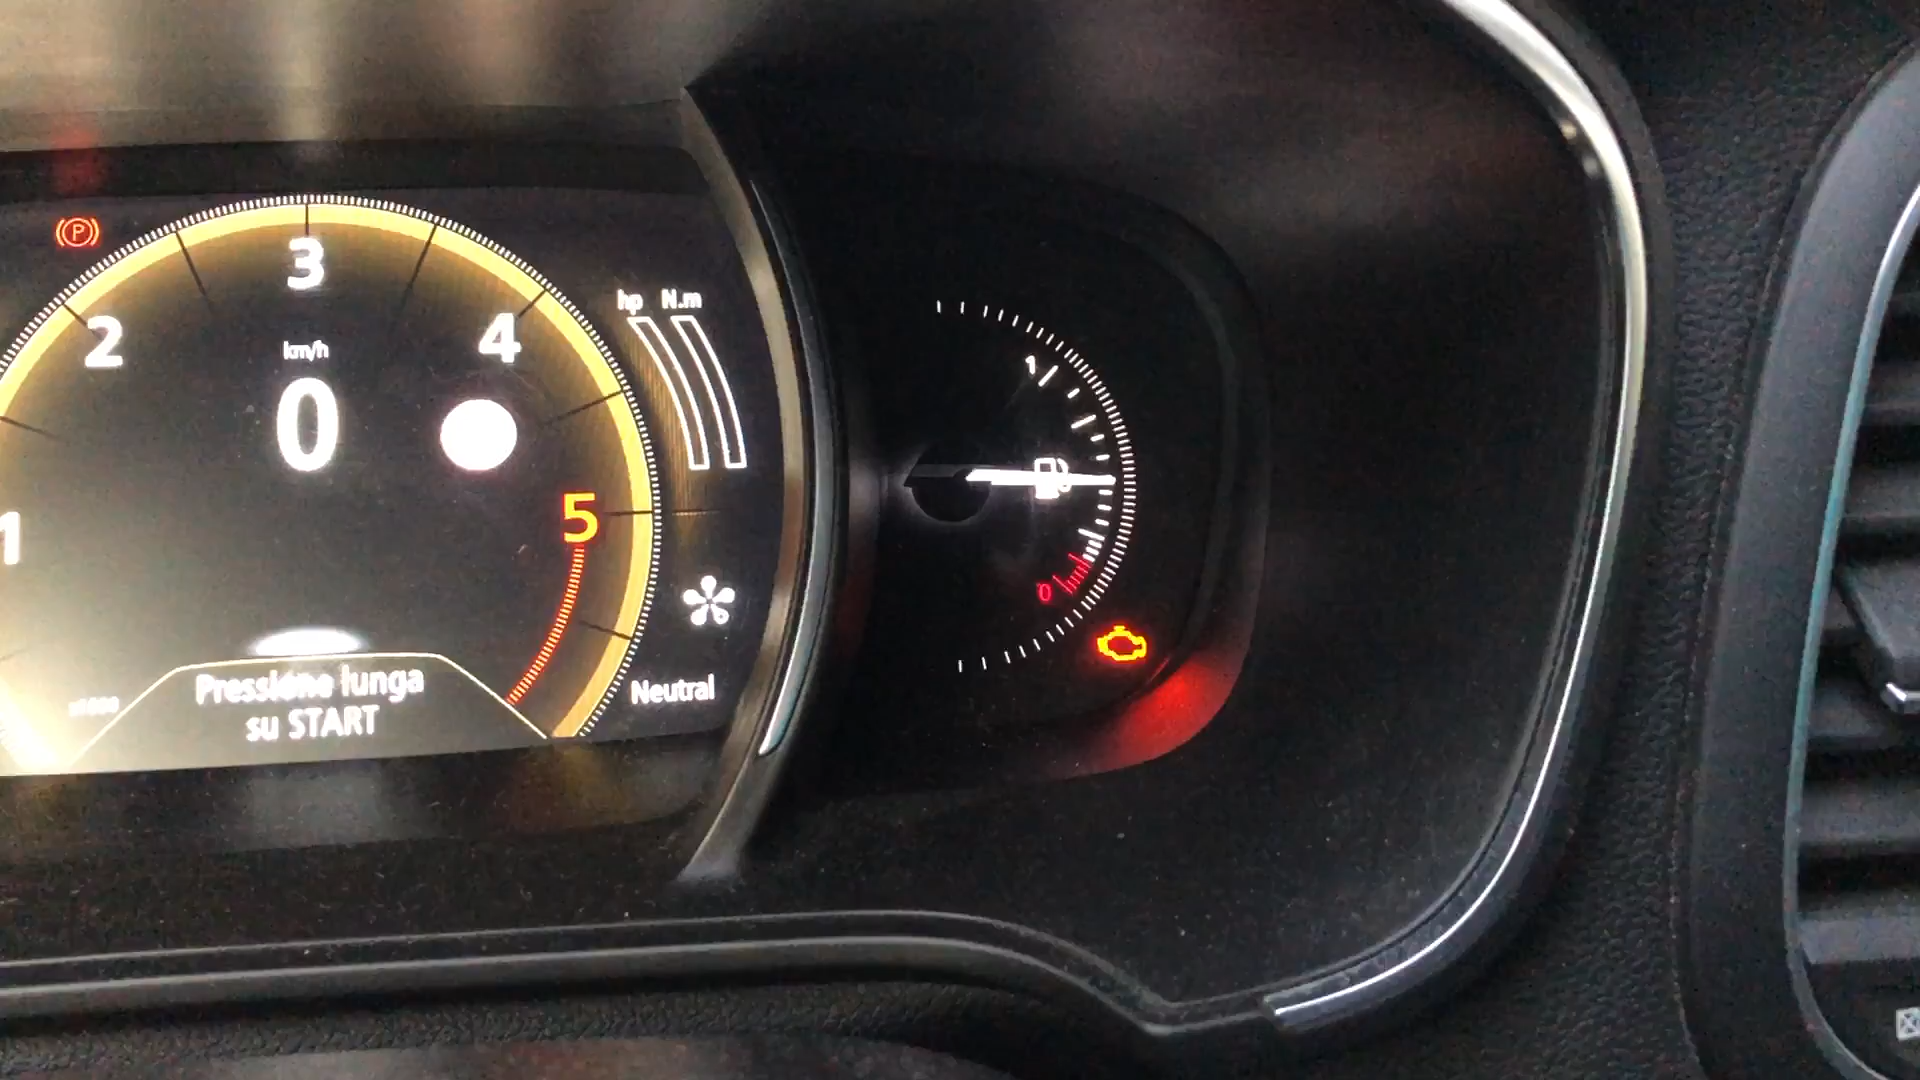 (P)
3
2
4
hp N.m
km/h
0
1
5
1
0
Pressione lunga
su START
Neutral